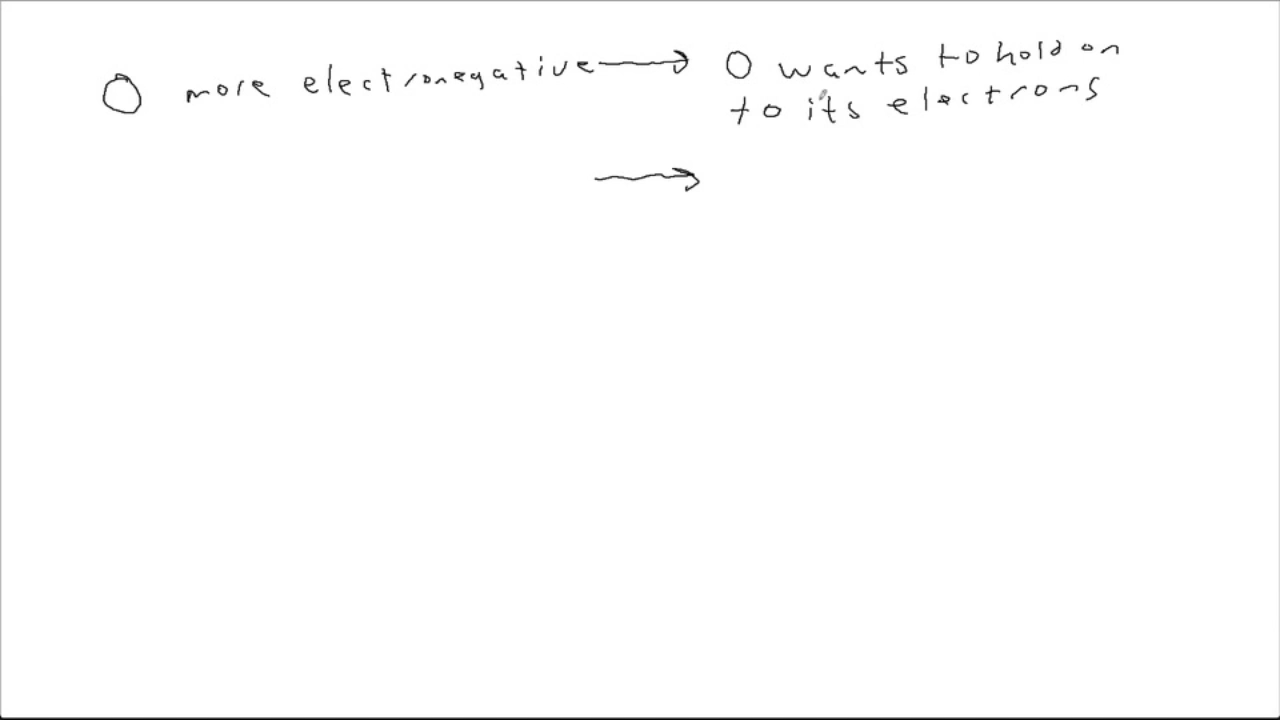 O more electronegative → O wants to hold on
to its electrons
→